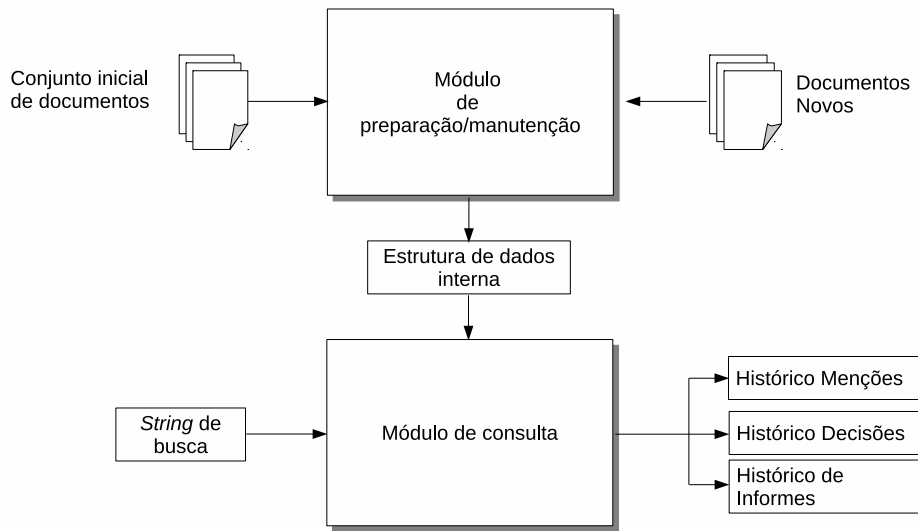 Conjunto inicial
de documentos
Módulo
de
preparação/manutenção
Documentos
Novos
Estrutura de dados
interna
String de
busca
Módulo de consulta
Histórico Menções
Histórico Decisões
Histórico de
Informes